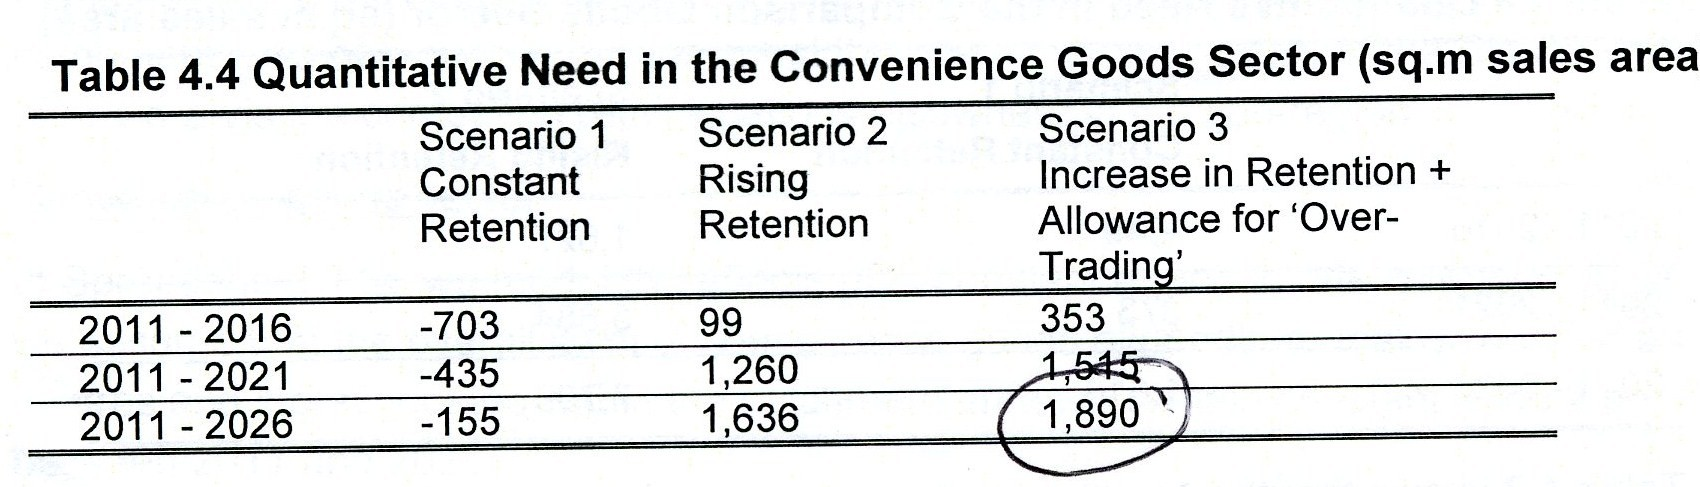 Table 4.4 Quantitative Need in the Convenience Goods Sector (sq.m sales area
Scenario 1 Scenario 2 Scenario 3
Constant Rising Increase in Retention +
Retention Retention Allowance for ‘Over-
Trading’
2011 - 2016 -703 99 353
2011 - 2021 -435 1,260 1,515
2011 - 2026 -155 1,636 1,890